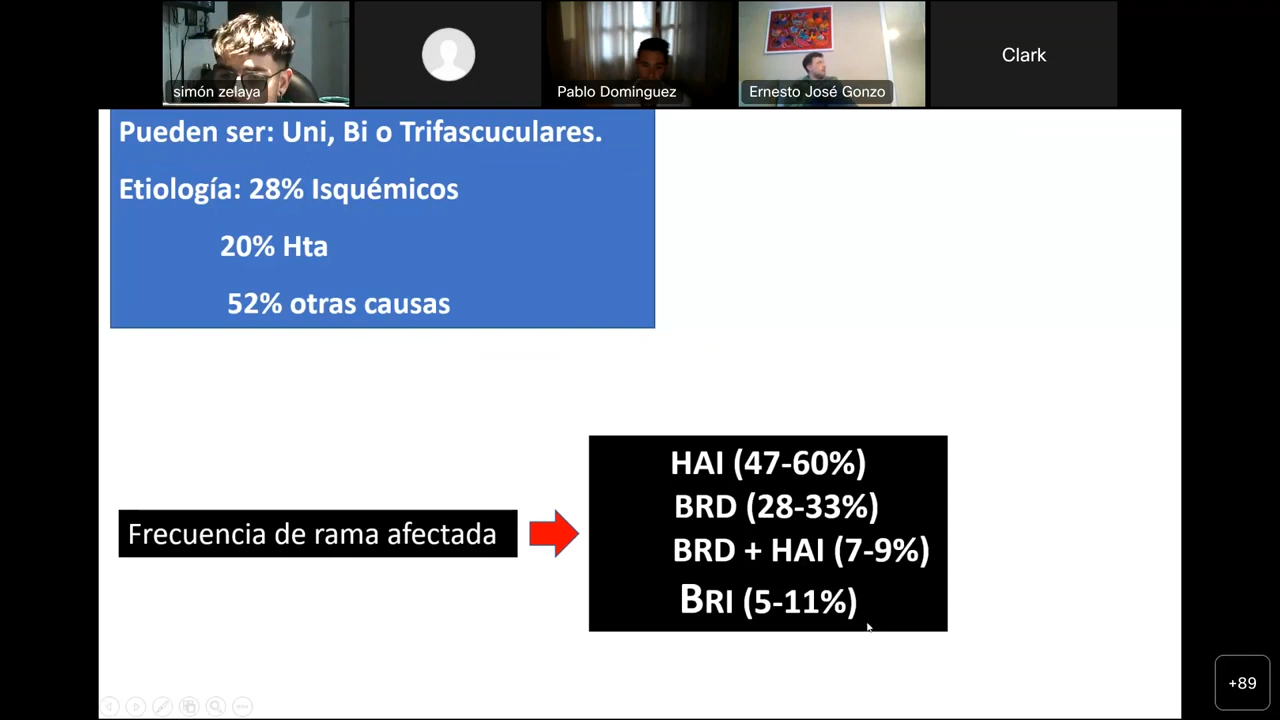 simón zelaya
Pablo Dominguez
Ernesto José Gonzo
Clark
Pueden ser: Uni, Bi o Trifascuculares.
Etiología: 28% Isquémicos
20% Hta
52% otras causas
Frecuencia de rama afectada
HAI (47-60%)
BRD (28-33%)
BRD + HAI (7-9%)
BRI (5-11%)
+89